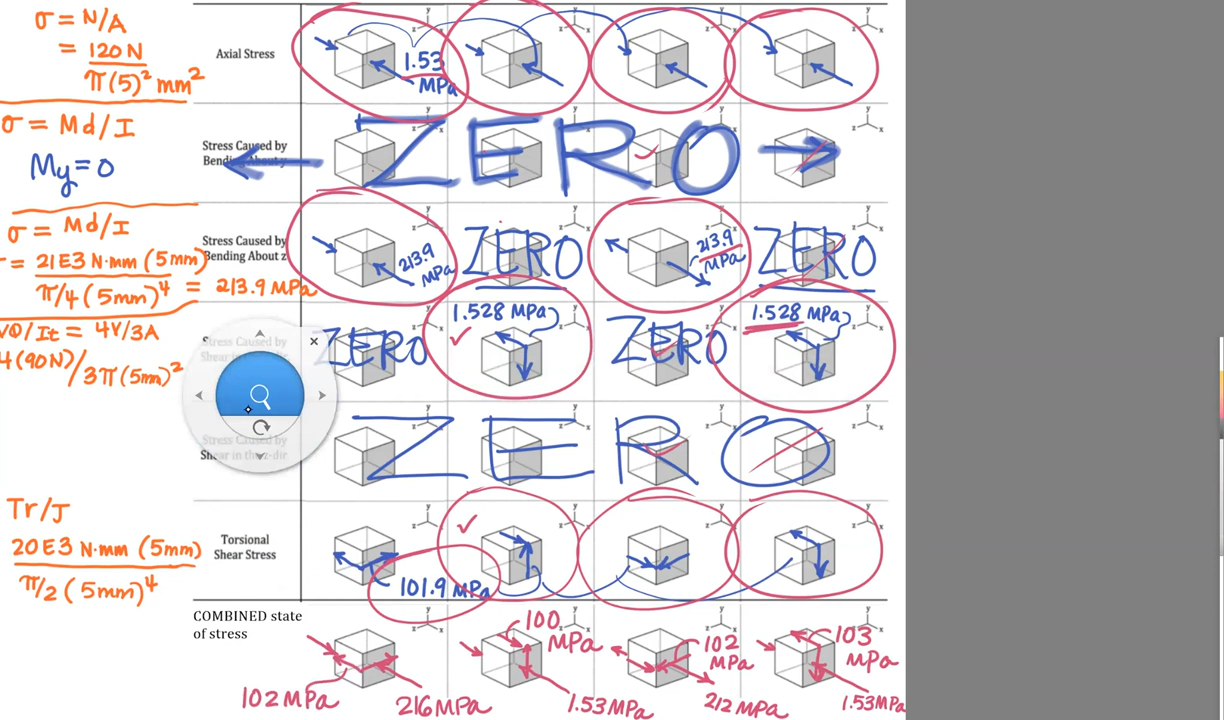 σ = N/A
= 120 N
π(5)² mm²
σ = Md/I
My = 0
σ = Md/I
= 21E3 N·mm (5mm)
π/4 (5mm)⁴ = 213.9 MPa
VQ/It = 4V/3A
4(90N)/3π(5mm)²
Tr/J
20E3 N·mm (5mm)
π/2 (5mm)⁴
Axial Stress
y
z
x
y
z
x
y
z
x
y
z
x
1.53
MPa
Stress Caused by
Bending About y
ZERO
Stress Caused by
Bending About z
213.9
MPa
ZERO
213.9
MPa
ZERO
Stress Caused by
ZERO
1.528 MPa
ZERO
1.528 MPa
Stress Caused by
Shear in the z-dir
ZERO
Torsional
Shear Stress
101.9 MPa
COMBINED state
of stress
102 MPa
216 MPa
100
MPa
1.53 MPa
102
MPa
212 MPa
103
MPa
1.53 MPa